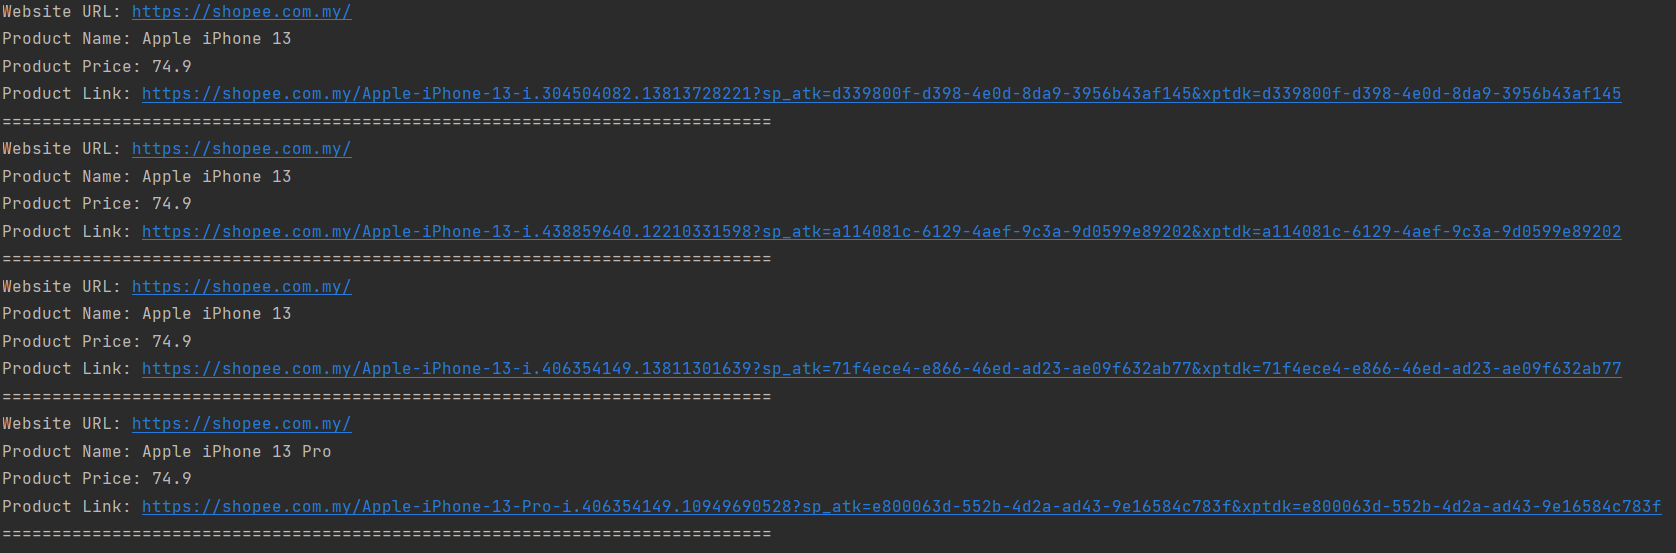 Website URL: https://shopee.com.my/
Product Name: Apple iPhone 13
Product Price: 74.9
Product Link: https://shopee.com.my/Apple-iPhone-13-i.304504082.13813728221?sp_atk=d339800f-d398-4e0d-8da9-3956b43af145&xptdk=d339800f-d398-4e0d-8da9-3956b43af145
=============================================================================
Website URL: https://shopee.com.my/
Product Name: Apple iPhone 13
Product Price: 74.9
Product Link: https://shopee.com.my/Apple-iPhone-13-i.438859640.12210331598?sp_atk=a114081c-6129-4aef-9c3a-9d0599e89202&xptdk=a114081c-6129-4aef-9c3a-9d0599e89202
=============================================================================
Website URL: https://shopee.com.my/
Product Name: Apple iPhone 13
Product Price: 74.9
Product Link: https://shopee.com.my/Apple-iPhone-13-i.406354149.13811301639?sp_atk=71f4ece4-e866-46ed-ad23-ae09f632ab77&xptdk=71f4ece4-e866-46ed-ad23-ae09f632ab77
=============================================================================
Website URL: https://shopee.com.my/
Product Name: Apple iPhone 13 Pro
Product Price: 74.9
Product Link: https://shopee.com.my/Apple-iPhone-13-Pro-i.406354149.10949690528?sp_atk=e800063d-552b-4d2a-ad43-9e16584c783f&xptdk=e800063d-552b-4d2a-ad43-9e16584c783f
=============================================================================